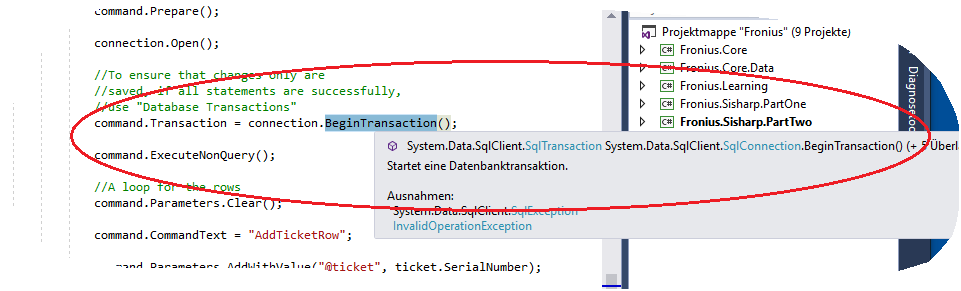 command.Prepare();
connection.Open();
//To ensure that changes only are
//saved, if all statements are successfully,
//use "Database Transactions"
command.Transaction = connection.BeginTransaction();
command.ExecuteNonQuery();
//A loop for the rows
command.Parameters.Clear();
command.CommandText = "AddTicketRow";
mand.Parameters.AddWithValue("@ticket", ticket.SerialNumber);
System.Data.SqlClient.SqlTransaction System.Data.SqlClient.SqlConnection.BeginTransaction() (+ 5 Überla
Startet eine Datenbanktransaktion.
Ausnahmen:
System.Data.SqlClient.SqlException
InvalidOperationException
Projektmappe "Fronius" (9 Projekte)
C# Fronius.Core
C# Fronius.Core.Data
C# Fronius.Learning
C# Fronius.Sisharp.PartOne
C# Fronius.Sisharp.PartTwo